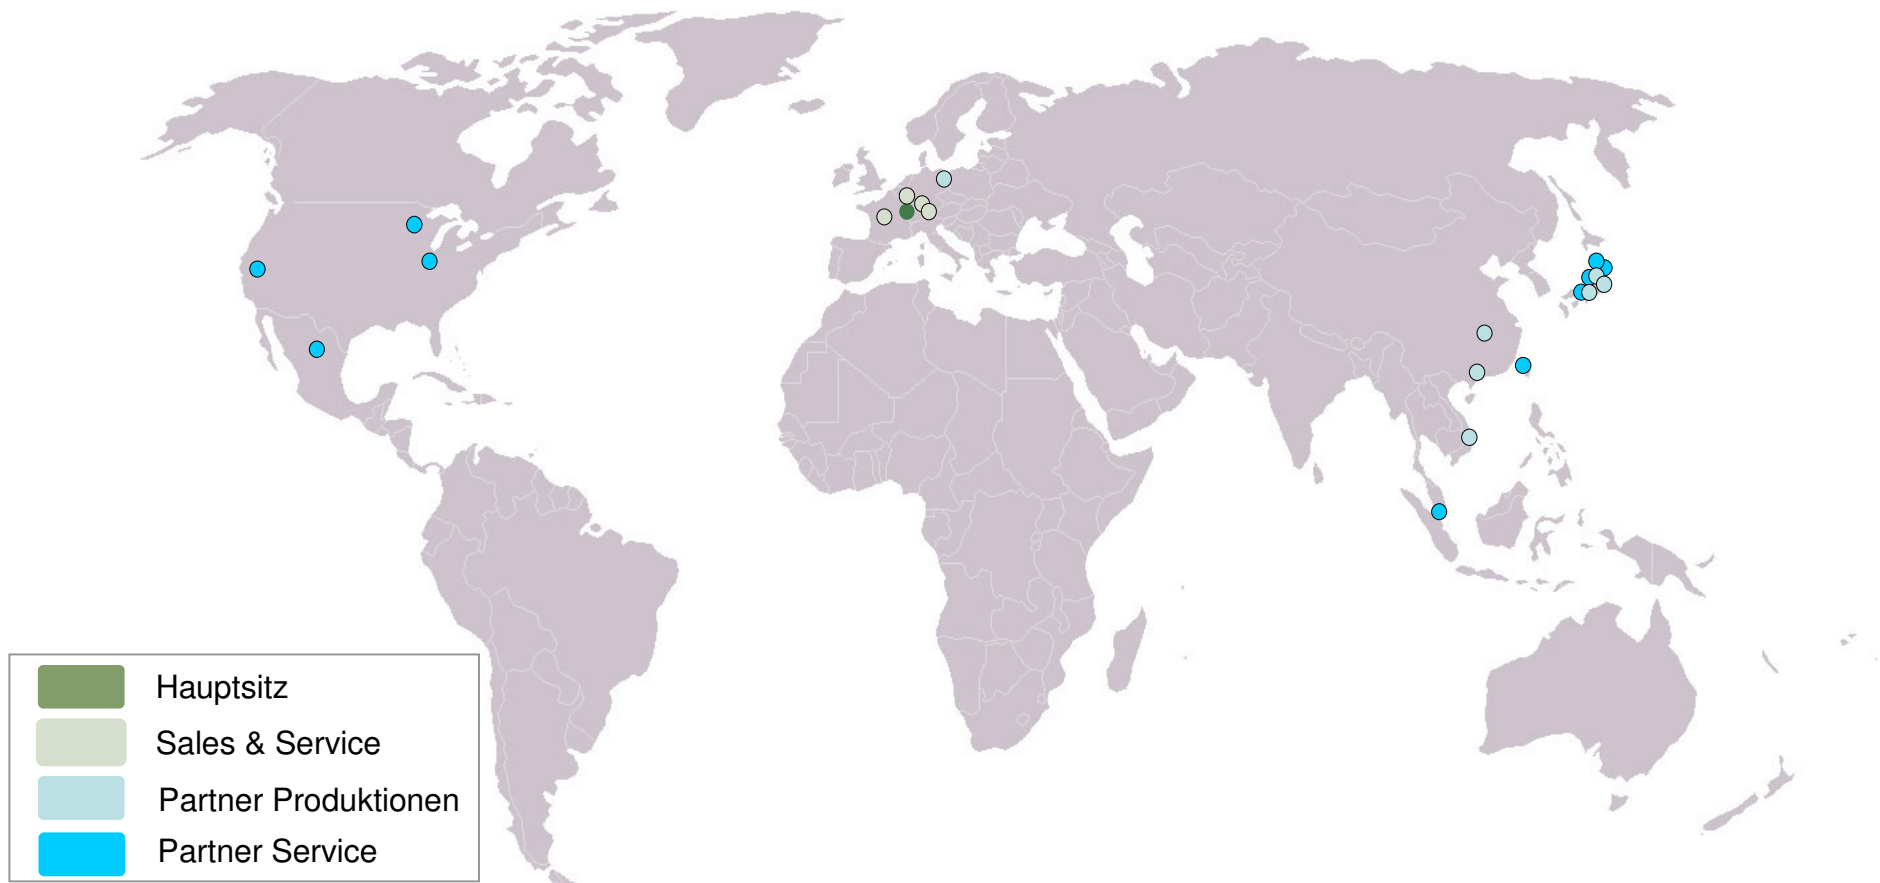 Hauptsitz
Sales & Service
Partner Produktionen
Partner Service